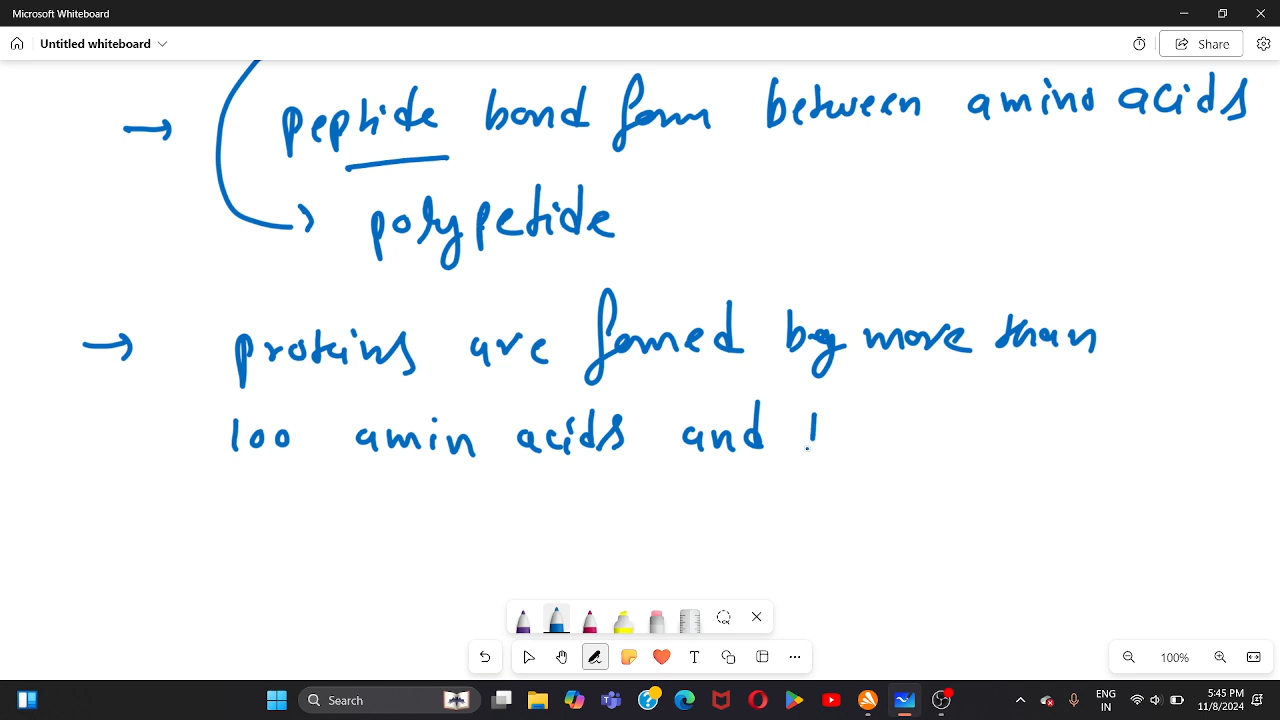 Microsoft Whiteboard
Untitled whiteboard
Share
peptide bond form between amino acids
polypetide
proteins are fomed by more than
100 amin acids and
100%
Search
ENG
IN
5:45 PM
11/8/2024